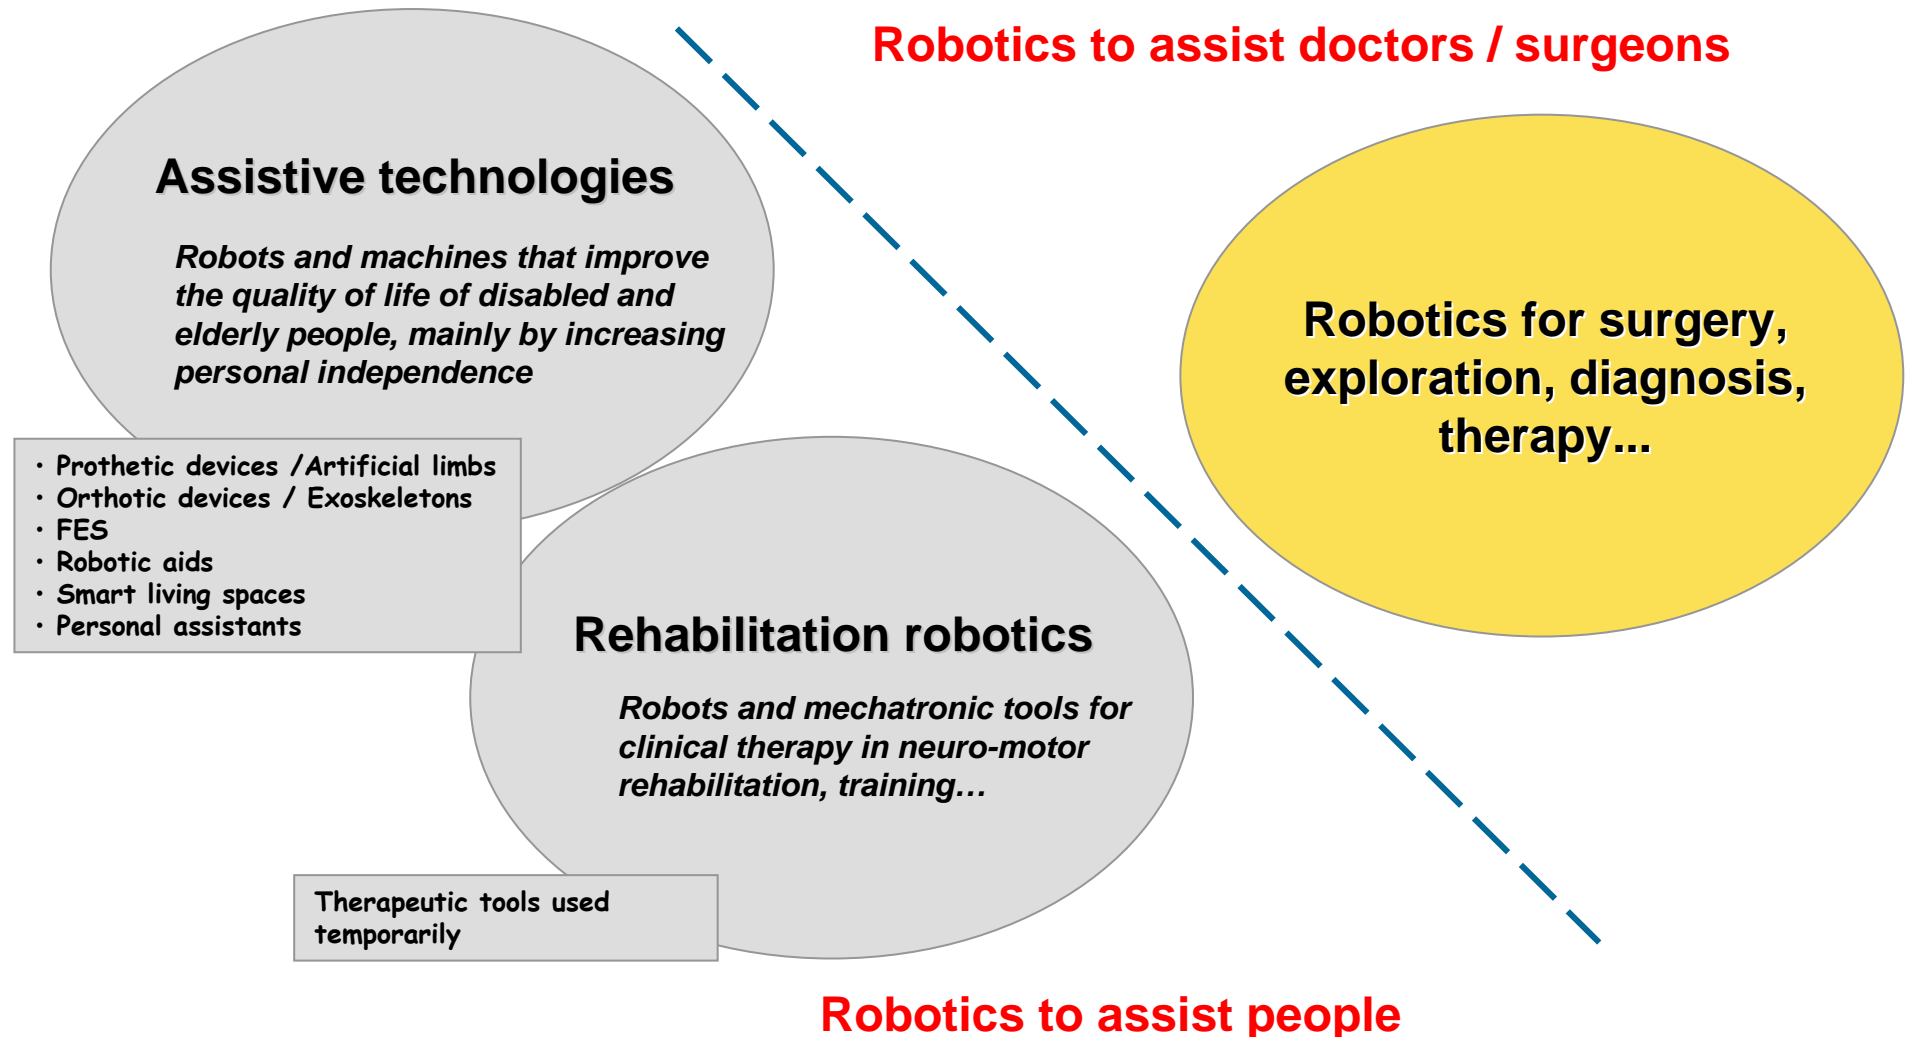 Robotics to assist doctors / surgeons
Assistive technologies
Robots and machines that improve
the quality of life of disabled and
elderly people, mainly by increasing
personal independence
Robotics for surgery,
exploration, diagnosis,
therapy...
• Prothetic devices /Artificial limbs
• Orthotic devices / Exoskeletons
• FES
• Robotic aids
• Smart living spaces
• Personal assistants
Rehabilitation robotics
Robots and mechatronic tools for
clinical therapy in neuro-motor
rehabilitation, training…
Therapeutic tools used
temporarily
Robotics to assist people